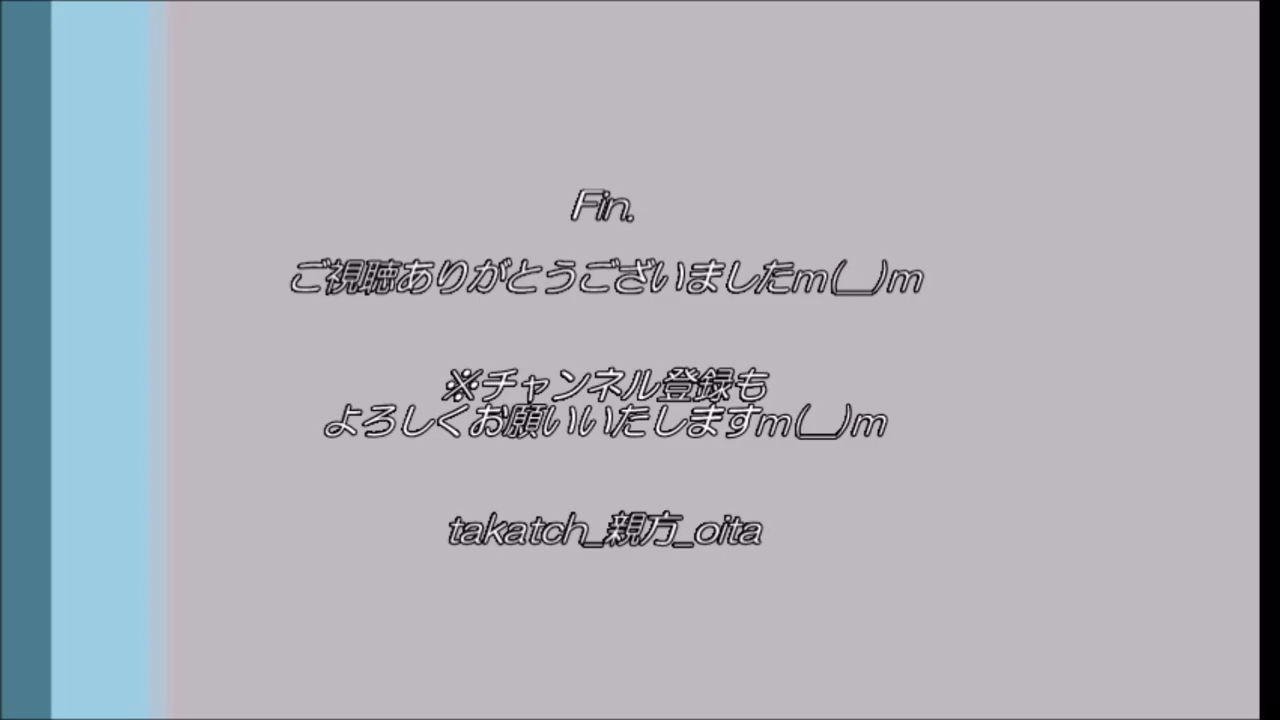 Fin.
ご視聴ありがとうございましたm(__)m
※チャンネル登録も
よろしくお願いいたしますm(__)m
takatch_親方_oita